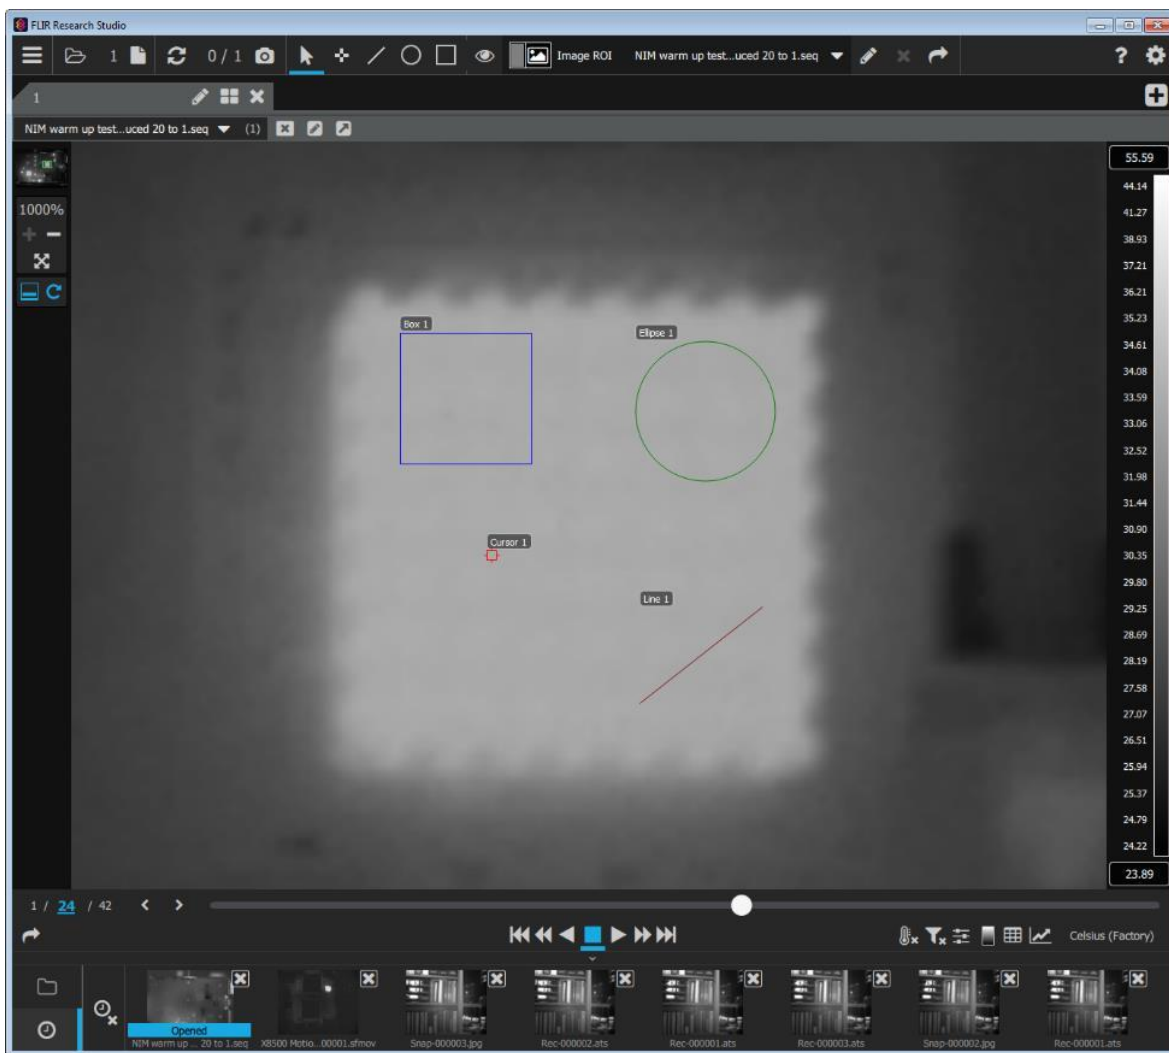 FLIR Research Studio
1 0 / 1 Image ROI NIM warm up test...uced 20 to 1.seq ?
1
NIM warm up test...uced 20 to 1.seq (1)
1000%
Box 1
Elipse 1
Cursor 1
Line 1
55.59
44.14
41.27
38.93
37.21
36.21
35.23
34.61
34.08
33.59
33.06
32.52
31.98
31.44
30.90
30.35
29.80
29.25
28.69
28.19
27.58
27.07
26.51
25.94
25.37
24.79
24.22
23.89
1 / 24 / 42
Celsius (Factory)
Opened
NIM warm up ... 20 to 1.seq X8500 Motio...00001.sfmov Snap-000003.jpg Rec-000002.ats Rec-000001.ats Rec-000003.ats Snap-000002.jpg Rec-000001.ats